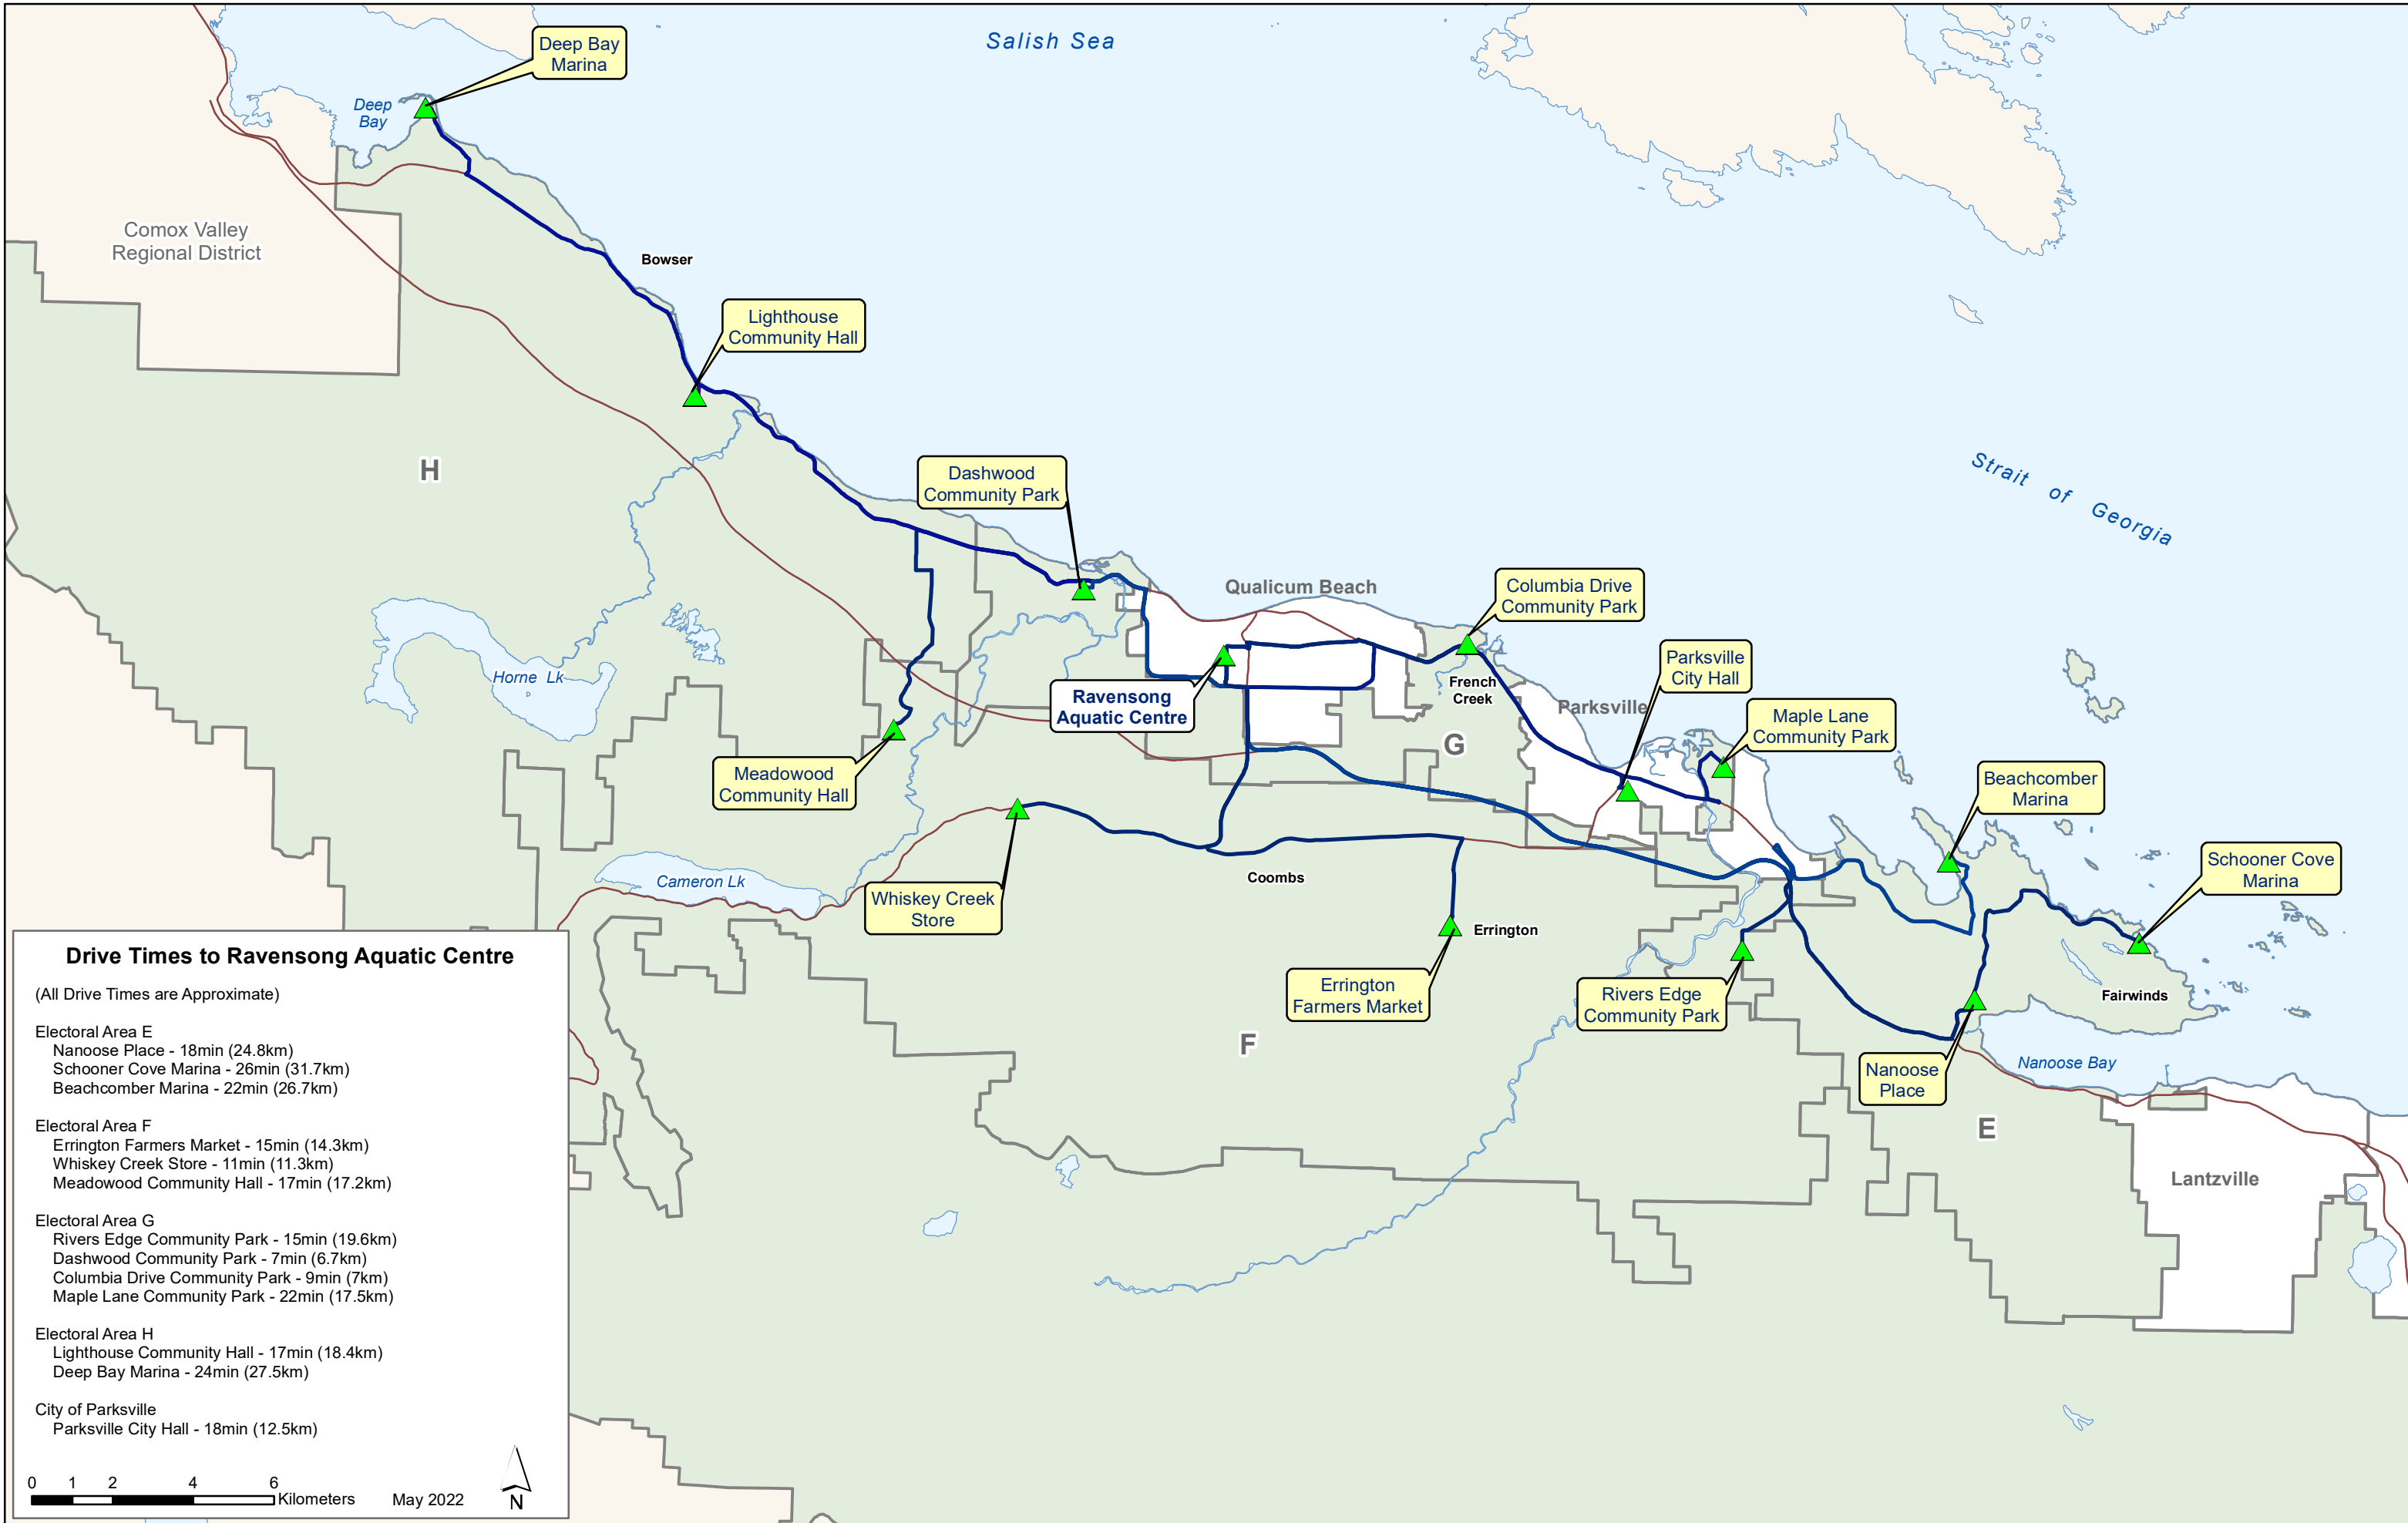 Salish Sea
Deep Bay
Marina
Deep
Bay
Comox Valley
Regional District
Bowser
Lighthouse
Community Hall
H
Dashwood
Community Park
Strait of Georgia
Qualicum Beach
Columbia Drive
Community Park
Parksville
City Hall
Horne Lk
Ravensong
Aquatic Centre
French
Creek
Parksville
Maple Lane
Community Park
G
Meadowood
Community Hall
Beachcomber
Marina
Cameron Lk
Coombs
Whiskey Creek
Store
Schooner Cove
Marina
Errington
Errington
Farmers Market
Rivers Edge
Community Park
Fairwinds
F
Nanoose Bay
Nanoose
Place
E
Lantzville
Drive Times to Ravensong Aquatic Centre
(All Drive Times are Approximate)
Electoral Area E
Nanoose Place - 18min (24.8km)
Schooner Cove Marina - 26min (31.7km)
Beachcomber Marina - 22min (26.7km)
Electoral Area F
Errington Farmers Market - 15min (14.3km)
Whiskey Creek Store - 11min (11.3km)
Meadowood Community Hall - 17min (17.2km)
Electoral Area G
Rivers Edge Community Park - 15min (19.6km)
Dashwood Community Park - 7min (6.7km)
Columbia Drive Community Park - 9min (7km)
Maple Lane Community Park - 22min (17.5km)
Electoral Area H
Lighthouse Community Hall - 17min (18.4km)
Deep Bay Marina - 24min (27.5km)
City of Parksville
Parksville City Hall - 18min (12.5km)
0 1 2 4 6
Kilometers
May 2022
N